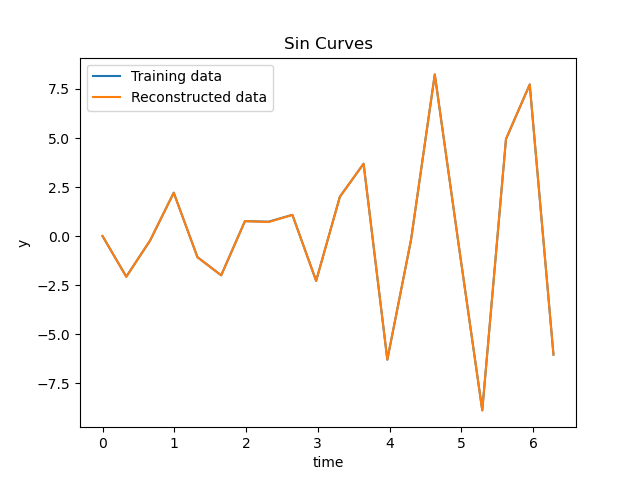 Sin Curves
Training data
Reconstructed data
7.5
5.0
2.5
0.0
−2.5
−5.0
−7.5
y
0 1 2 3 4 5 6
time